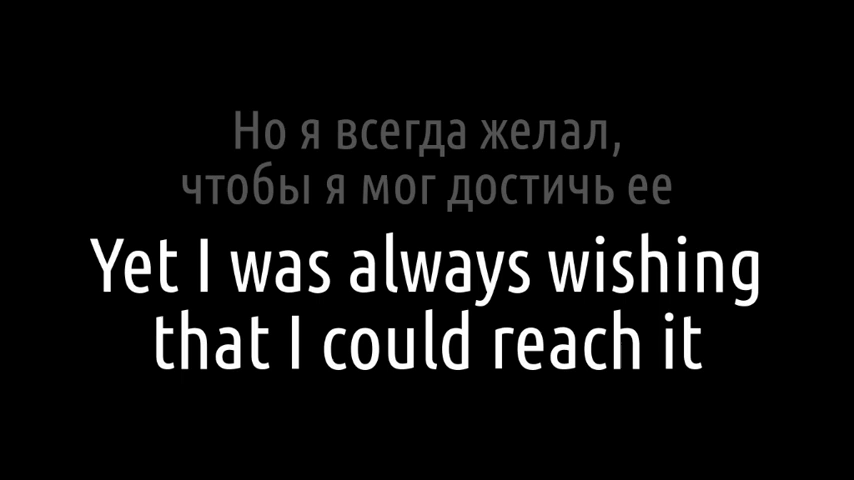 Но я всегда желал,
чтобы я мог достичь ее
Yet I was always wishing
that I could reach it